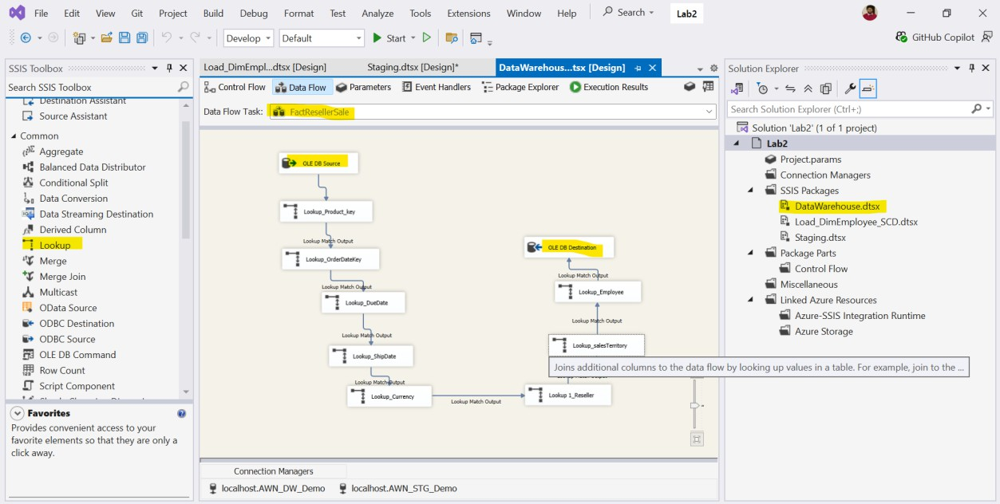 File Edit View Git Project Build Debug Format Test Analyze Tools Extensions Window Help Search Lab2
Develop Default Start GitHub Copilot
SSIS Toolbox
Search SSIS Toolbox
Destination Assistant
Source Assistant
Common
Aggregate
Balanced Data Distributor
Conditional Split
Data Conversion
Data Streaming Destination
Derived Column
Lookup
Merge
Merge Join
Multicast
OData Source
ODBC Destination
ODBC Source
OLE DB Command
Row Count
Script Component
Favorites
Provides convenient access to your
favorite elements so that they are only a
click away.
Load_DimEmpl...dtsx [Design] Staging.dtsx [Design]* DataWarehous...tsx [Design]
Control Flow Data Flow Parameters Event Handlers Package Explorer Execution Results
Data Flow Task: FactResellerSale
OLE DB Source
Lookup_Product_key
Lookup Match Output
Lookup_OrderDateKey
Lookup Match Output
Lookup_DueDate
Lookup Match Output
Lookup_ShipDate
Lookup Match Output
Lookup_Currency
Lookup Match Output
Lookup 1_Reseller
Lookup_salesTerritory
Lookup Match Output
Lookup_Employee
Lookup Match Output
OLE DB Destination
Joins additional columns to the data flow by looking up values in a table. For example, join to the ...
Connection Managers
localhost.AWN_DW_Demo localhost.AWN_STG_Demo
Solution Explorer
Search Solution Explorer (Ctrl+;)
Solution 'Lab2' (1 of 1 project)
Lab2
Project.params
Connection Managers
SSIS Packages
DataWarehouse.dtsx
Load_DimEmployee_SCD.dtsx
Staging.dtsx
Package Parts
Control Flow
Miscellaneous
Linked Azure Resources
Azure-SSIS Integration Runtime
Azure Storage